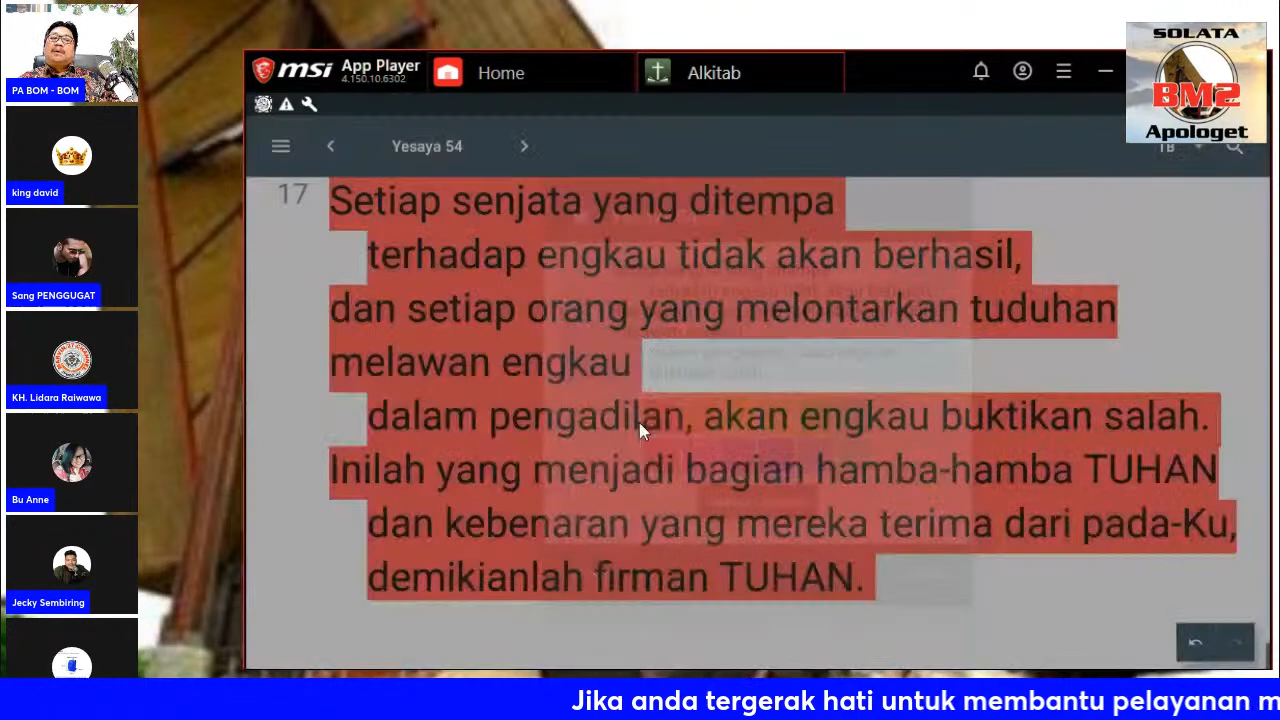 PA BOM - BOM
king david
Sang PENGGUGAT
KH. Lidara Raiwawa
Bu Anne
Jecky Sembiring
msi App Player
4.150.10.6302
Home
Alkitab
SOLATA
BM2
Apologet
Yesaya 54
TB
17 Setiap senjata yang ditempa
terhadap engkau tidak akan berhasil,
dan setiap orang yang melontarkan tuduhan
melawan engkau
dalam pengadilan, akan engkau buktikan salah.
Inilah yang menjadi bagian hamba-hamba TUHAN
dan kebenaran yang mereka terima dari pada-Ku,
demikianlah firman TUHAN.
Jika anda tergerak hati untuk membantu pelayanan m